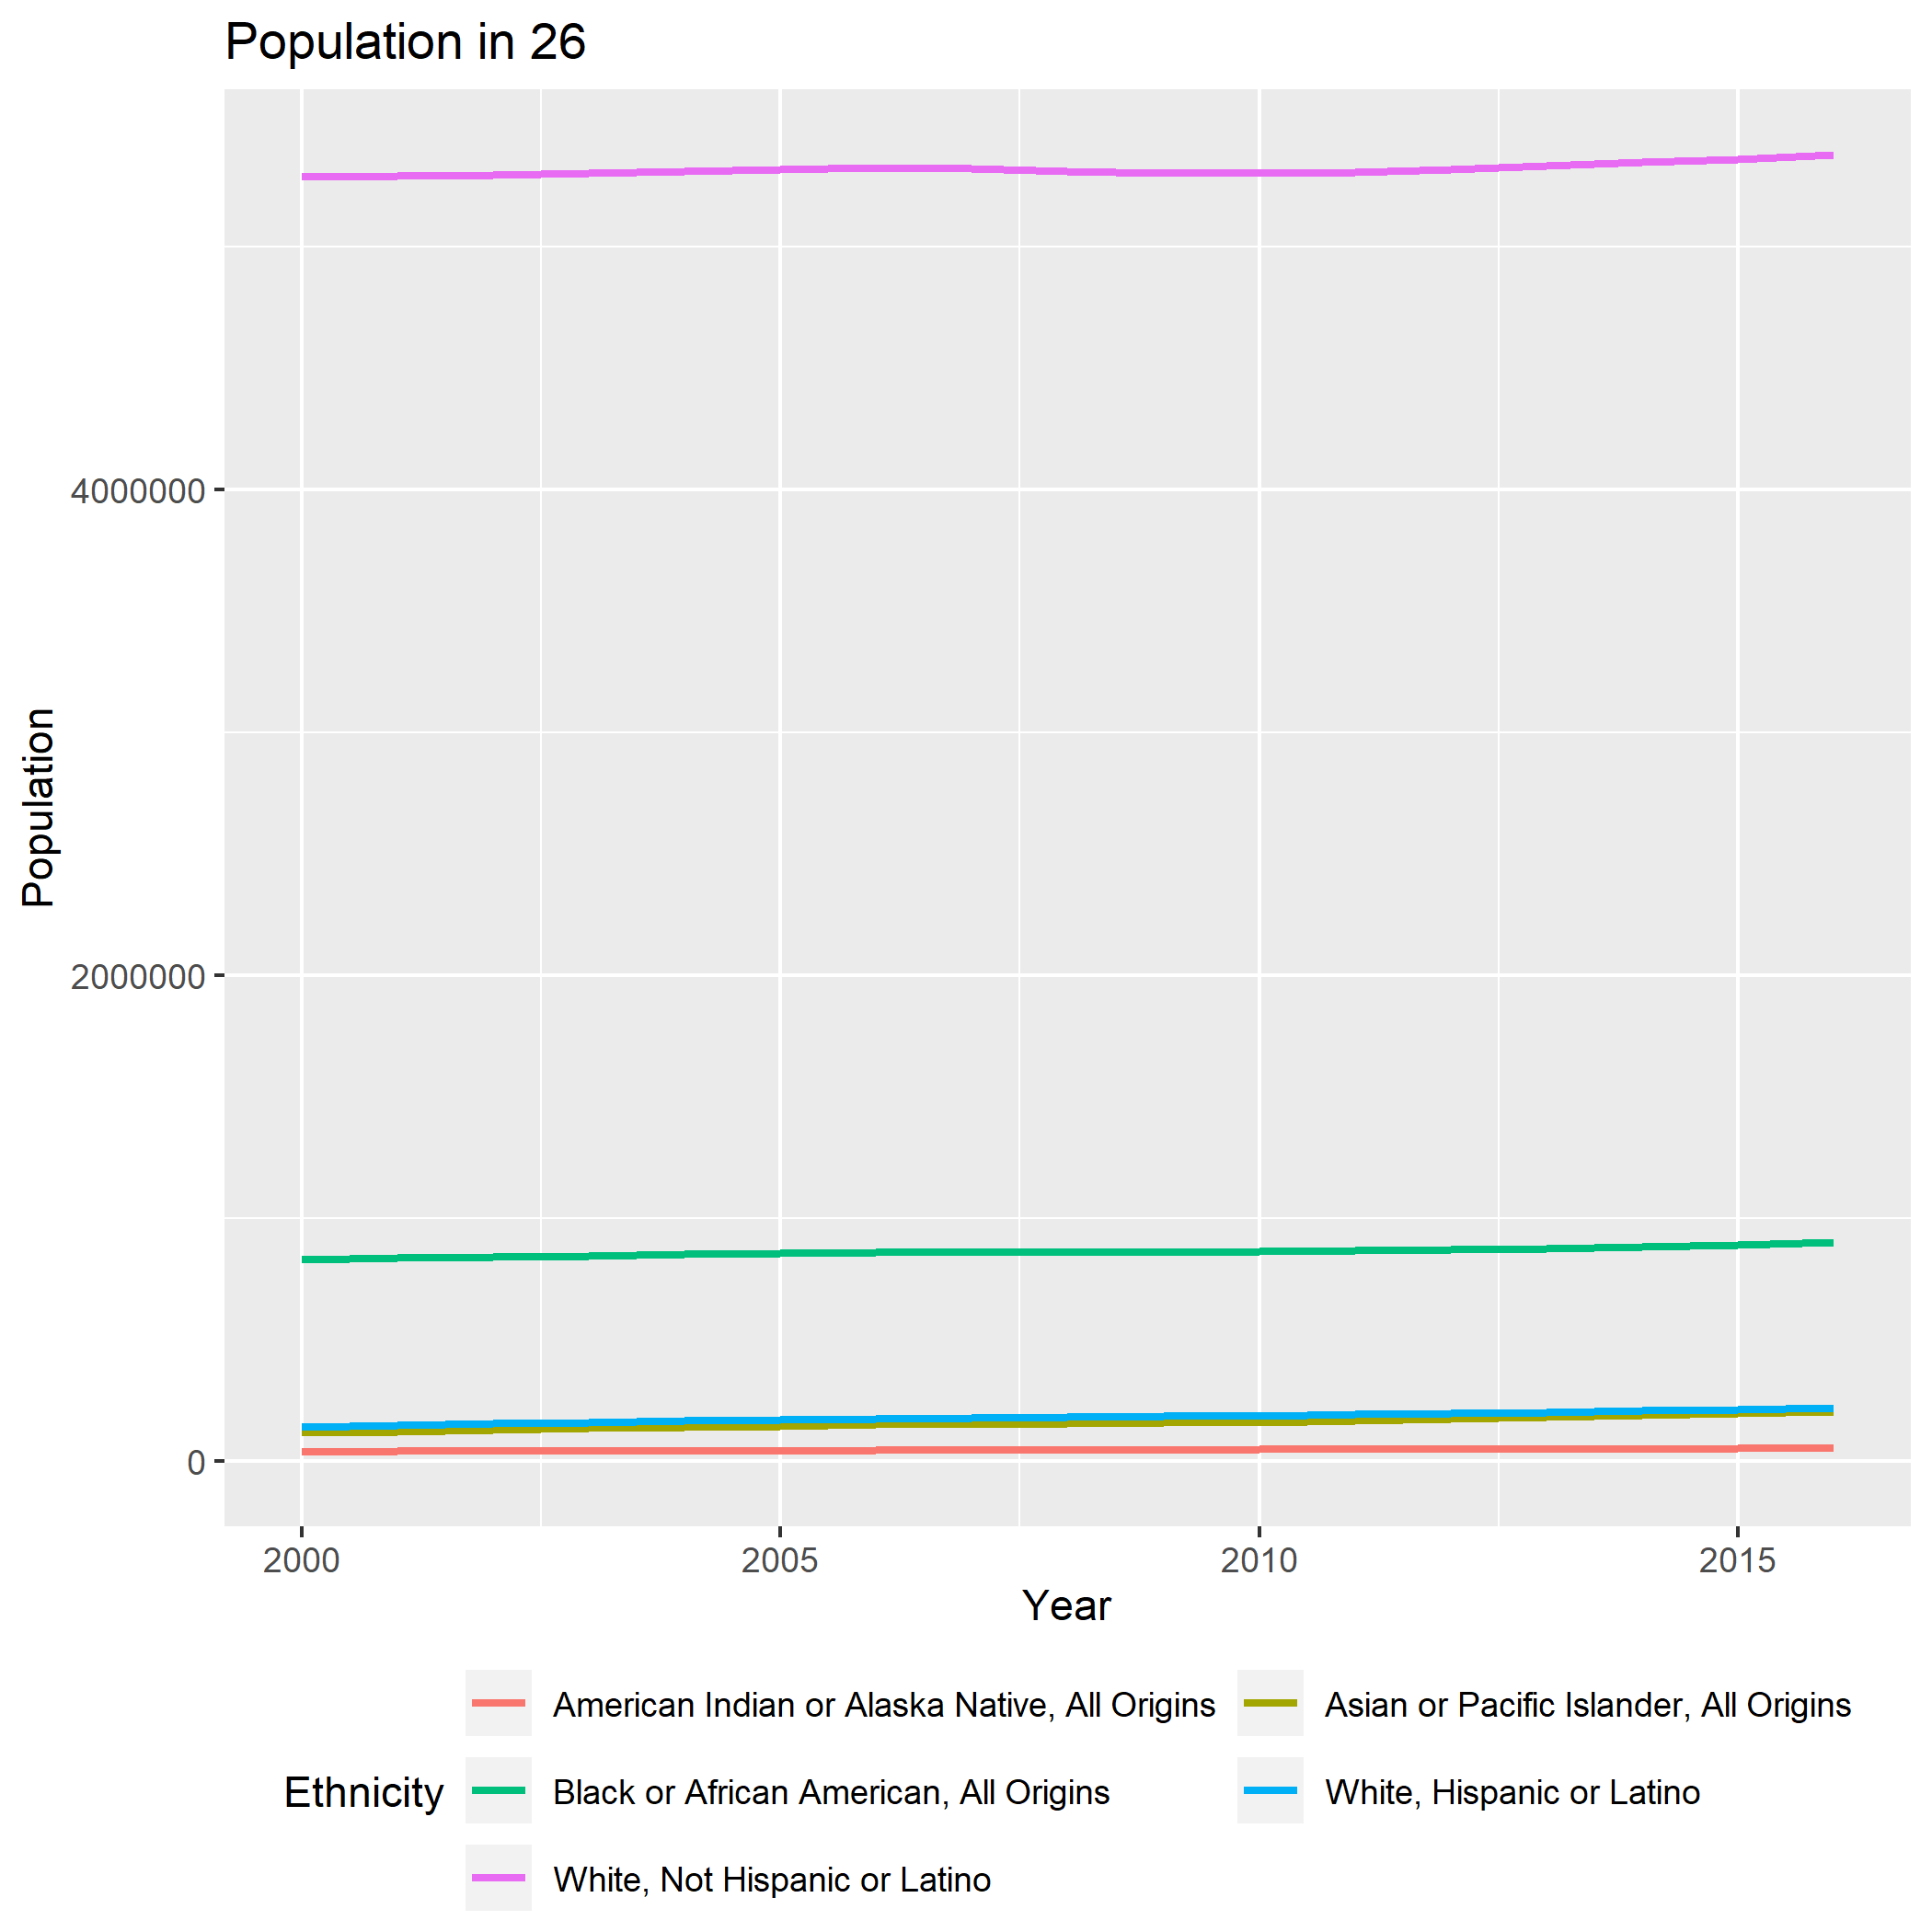 Population in 26
Population
4000000
2000000
0
2000 2005 2010 2015
Year
Ethnicity
American Indian or Alaska Native, All Origins
Asian or Pacific Islander, All Origins
Black or African American, All Origins
White, Hispanic or Latino
White, Not Hispanic or Latino